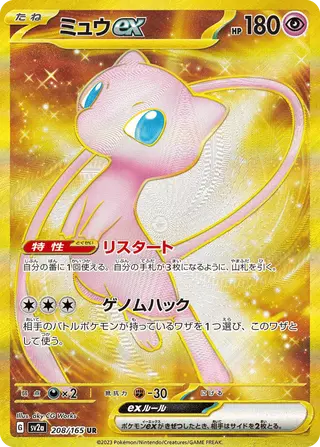 たね ミュウex HP180
特性 リスタート
自分の番に1回使える。自分の手札が3枚になるように、山札を引く。
ゲノムハック
相手のバトルポケモンが持っているワザを1つ選び、このワザとして使う。
弱点 ×2 抵抗力 -30 にげる
Illus. aky CG Works
exルール
ポケモンexがきぜつしたとき、相手はサイドを2枚とる。
G sv2a 208/165 UR
©2023 Pokémon/Nintendo/Creatures/GAME FREAK.